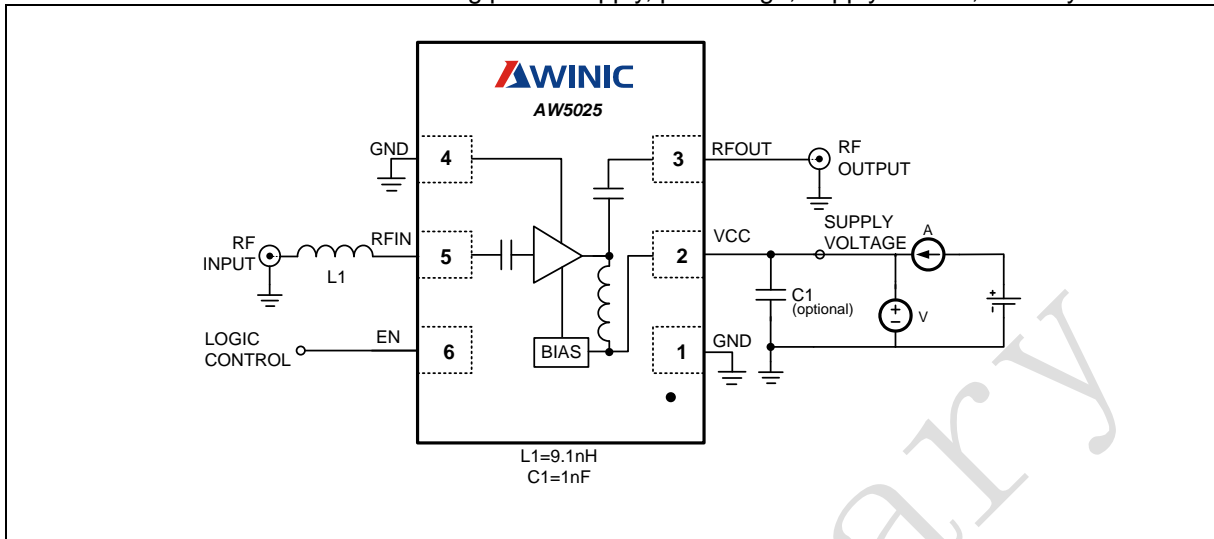 AWINIC
AW5025
GND
4
3
RFOUT
RF
OUTPUT
RF
INPUT
L1
RFIN
5
2
VCC
SUPPLY
VOLTAGE
A
C1
(optional)
+
-
V
+
-
LOGIC
CONTROL
EN
6
BIAS
1
GND
L1=9.1nH
C1=1nF
ary